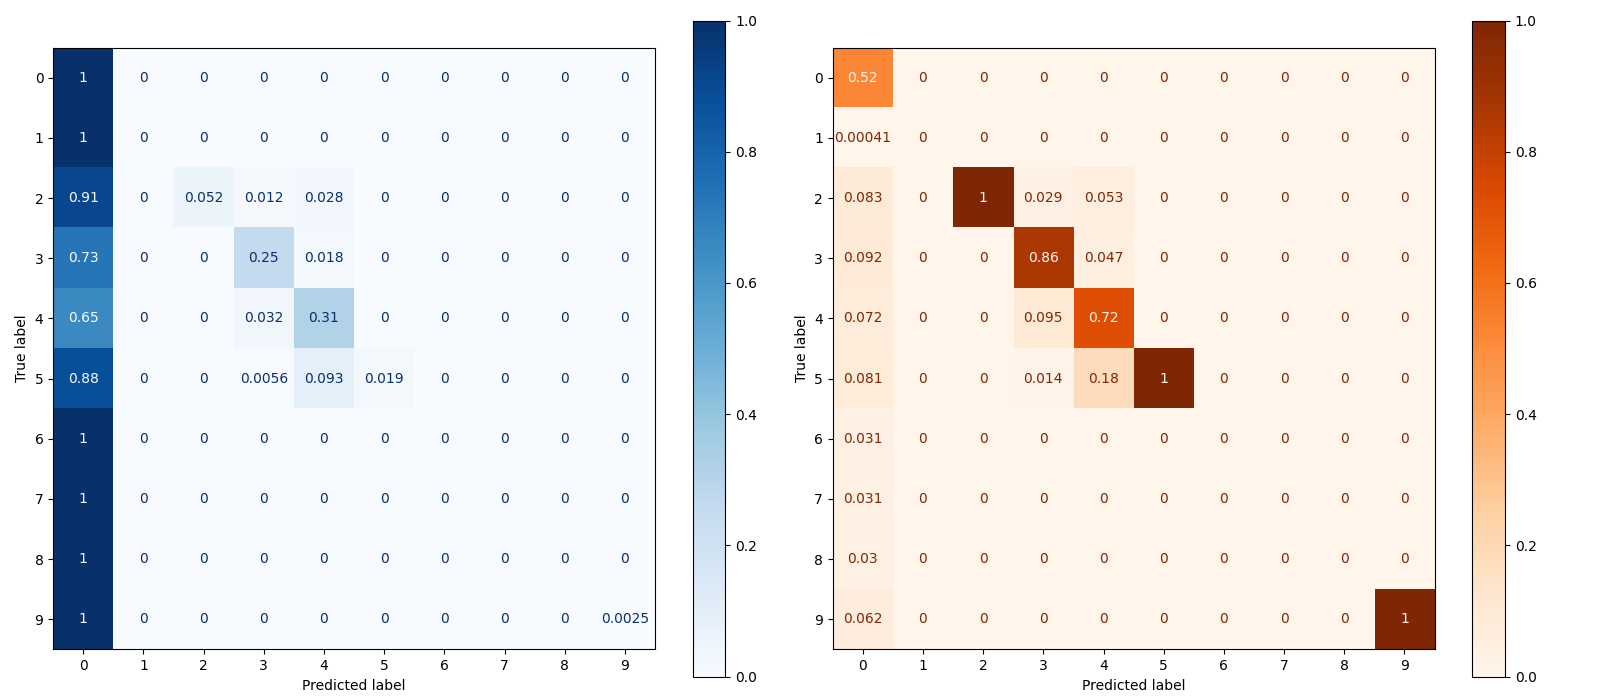 0 1 0 0 0 0 0 0 0 0 0
1 1 0 0 0 0 0 0 0 0 0
2 0.91 0 0.052 0.012 0.028 0 0 0 0 0
3 0.73 0 0 0.25 0.018 0 0 0 0 0
4 0.65 0 0 0.032 0.31 0 0 0 0 0
5 0.88 0 0 0.0056 0.093 0.019 0 0 0 0
6 1 0 0 0 0 0 0 0 0 0
7 1 0 0 0 0 0 0 0 0 0
8 1 0 0 0 0 0 0 0 0 0
9 1 0 0 0 0 0 0 0 0 0.0025
0 1 2 3 4 5 6 7 8 9
True label
Predicted label
1.0
0.8
0.6
0.4
0.2
0.0
0 0.52 0 0 0 0 0 0 0 0 0
1 0.00041 0 0 0 0 0 0 0 0 0
2 0.083 0 1 0.029 0.053 0 0 0 0 0
3 0.092 0 0 0.86 0.047 0 0 0 0 0
4 0.072 0 0 0.095 0.72 0 0 0 0 0
5 0.081 0 0 0.014 0.18 1 0 0 0 0
6 0.031 0 0 0 0 0 0 0 0 0
7 0.031 0 0 0 0 0 0 0 0 0
8 0.03 0 0 0 0 0 0 0 0 0
9 0.062 0 0 0 0 0 0 0 0 1
0 1 2 3 4 5 6 7 8 9
True label
Predicted label
1.0
0.8
0.6
0.4
0.2
0.0